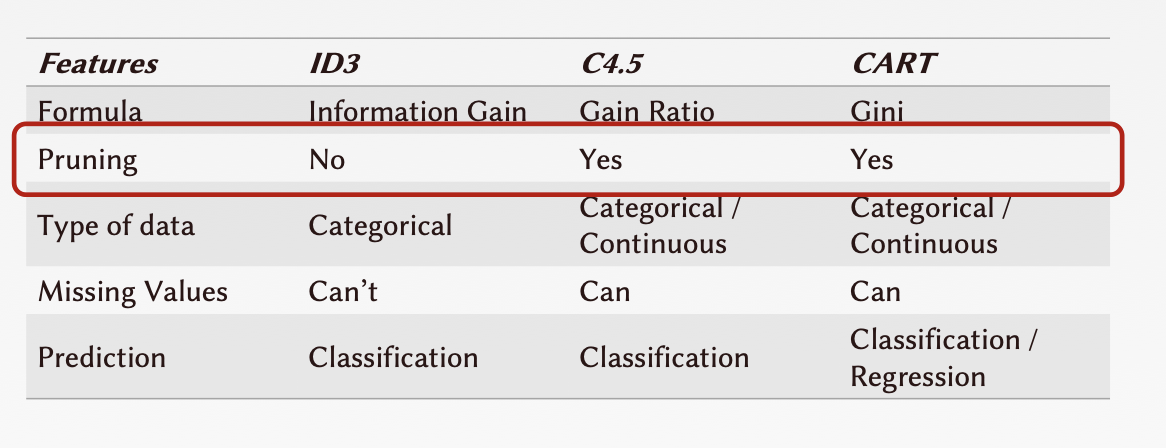 Features ID3 C4.5 CART
Formula Information Gain Gain Ratio Gini
Pruning No Yes Yes
Type of data Categorical Categorical / Continuous Categorical / Continuous
Missing Values Can't Can Can
Prediction Classification Classification Classification / Regression